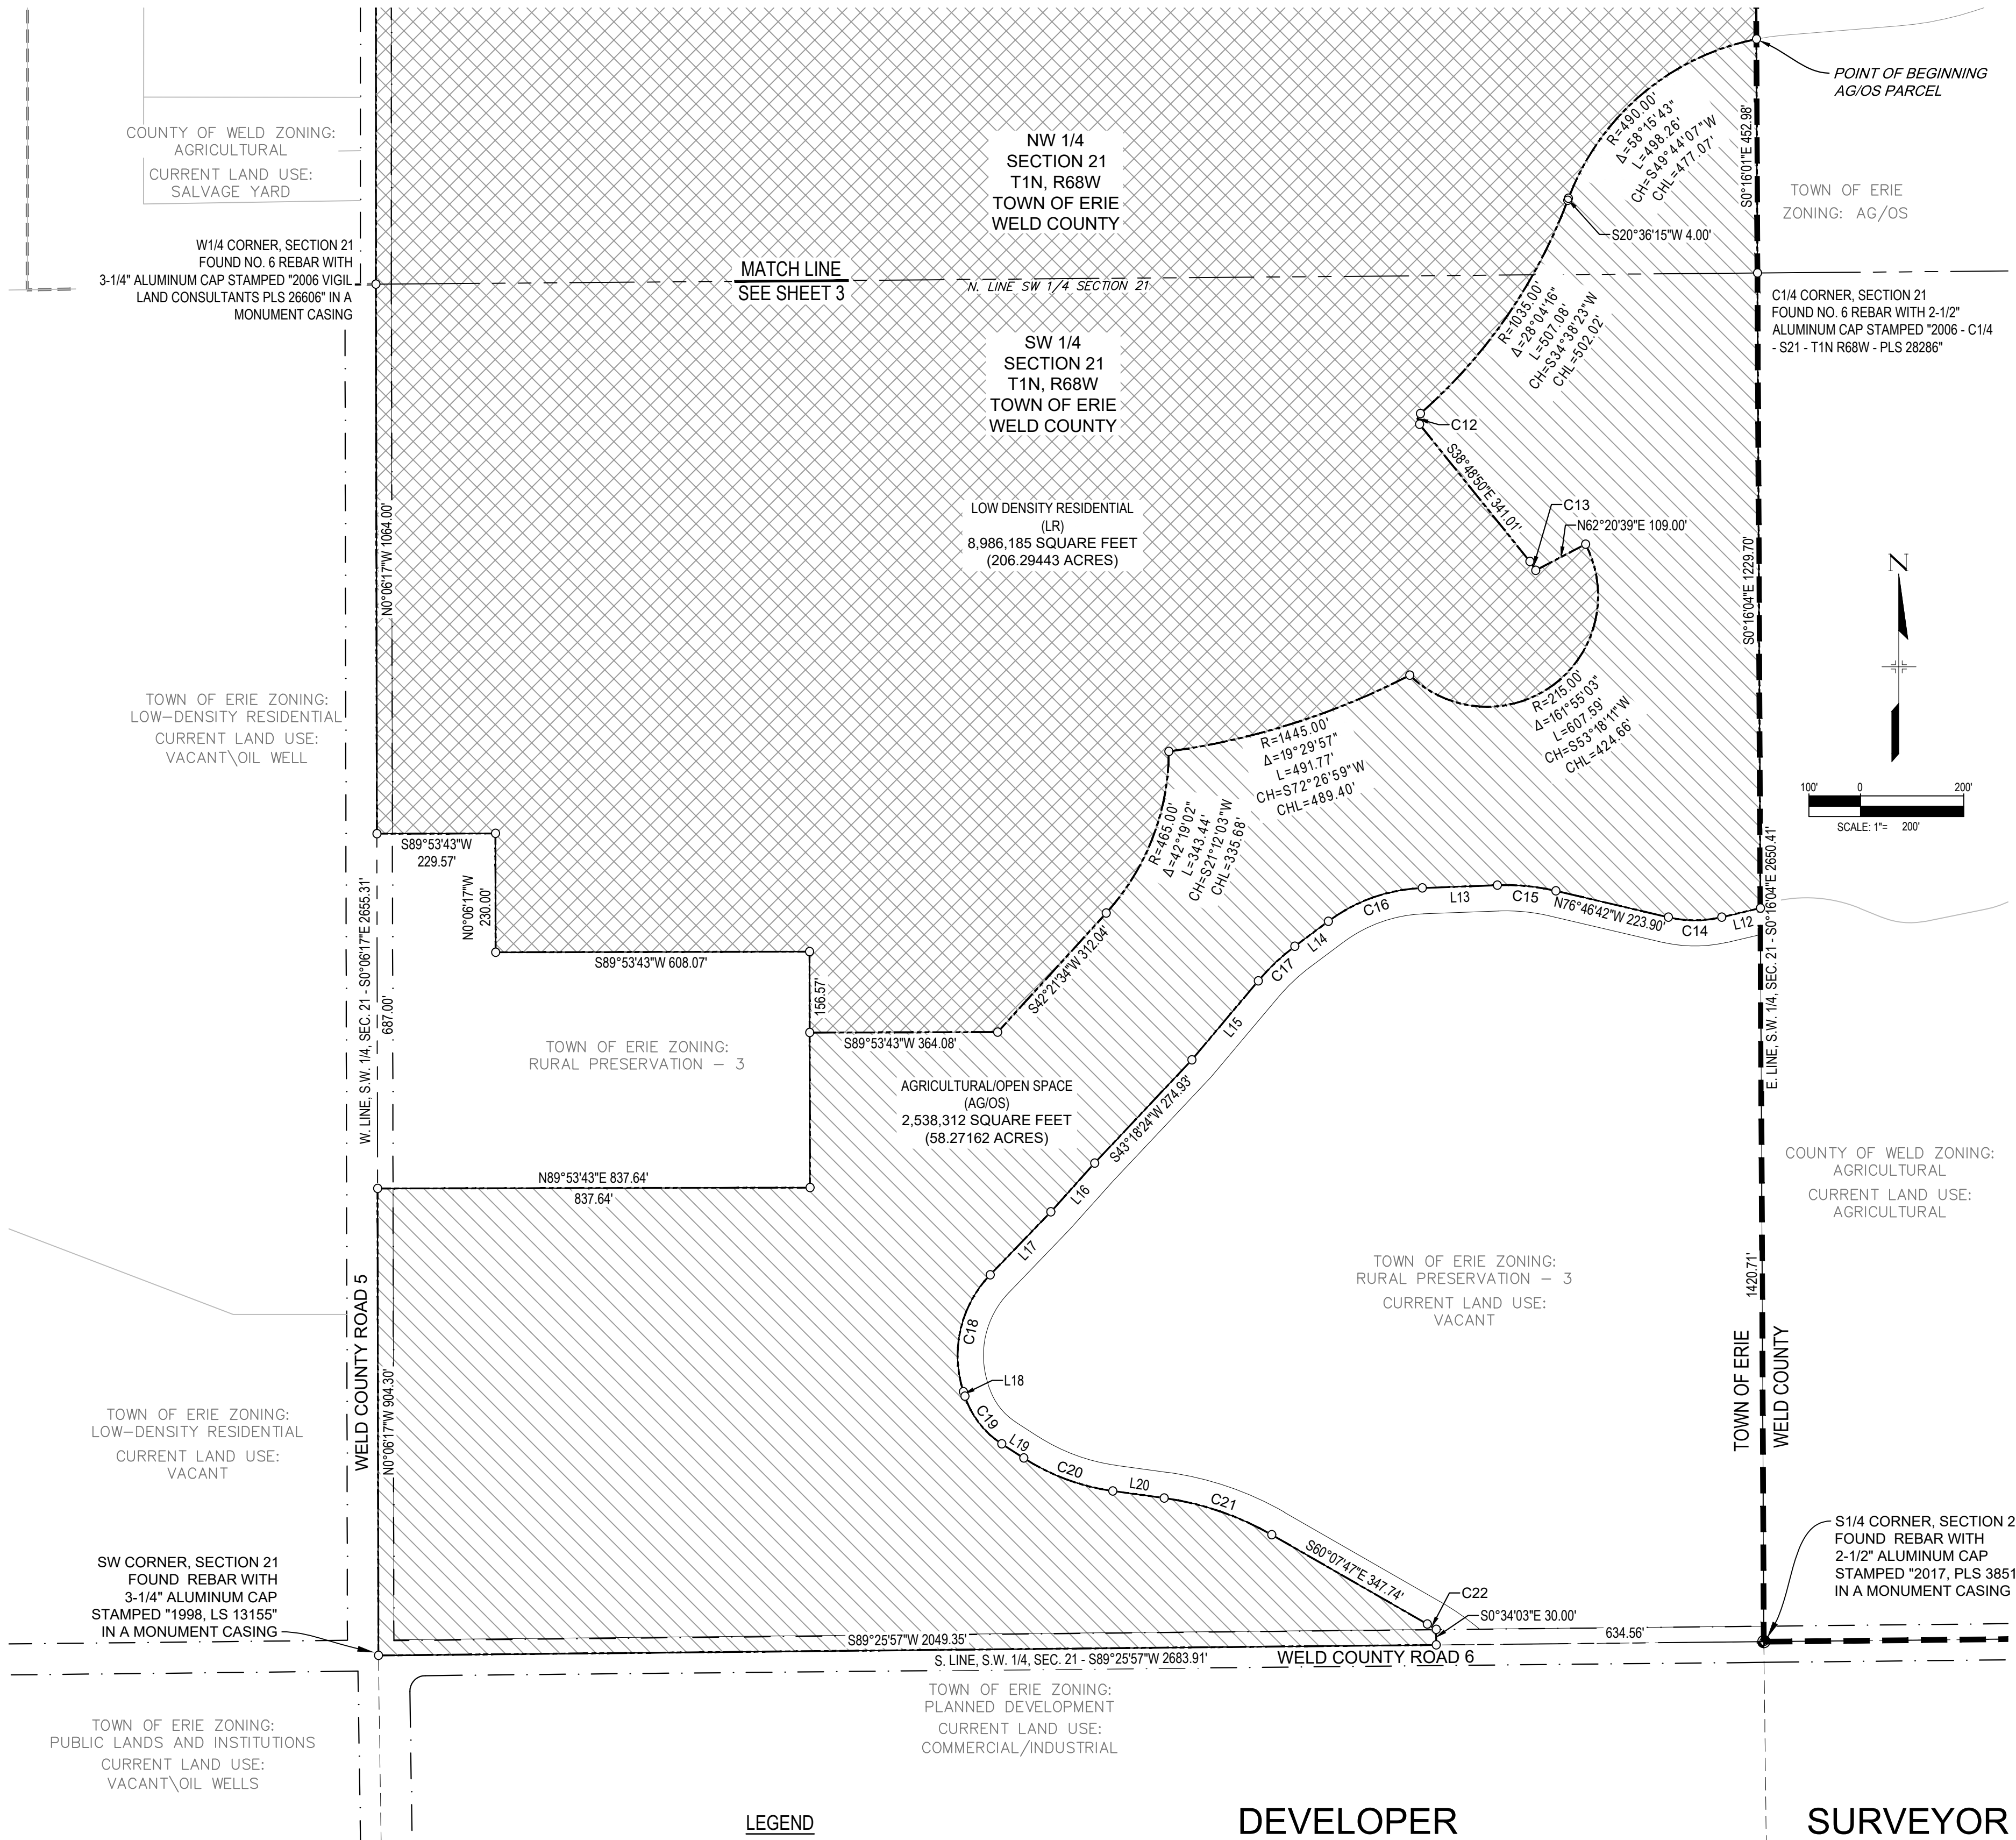 COUNTY OF WELD ZONING:
AGRICULTURAL
CURRENT LAND USE:
SALVAGE YARD
NW 1/4
SECTION 21
T1N, R68W
TOWN OF ERIE
WELD COUNTY
POINT OF BEGINNING
AG/OS PARCEL
R=490.00'
Δ=58°15'43"
L=498.26'
CH=S49°44'07"W
CHL=477.07'
S0°16'01"E 452.98'
TOWN OF ERIE
ZONING: AG/OS
S20°36'15"W 4.00'
W1/4 CORNER, SECTION 21
FOUND NO. 6 REBAR WITH
3-1/4" ALUMINUM CAP STAMPED "2006 VIGIL
LAND CONSULTANTS PLS 26606" IN A
MONUMENT CASING
MATCH LINE
SEE SHEET 3
N. LINE SW 1/4 SECTION 21
C1/4 CORNER, SECTION 21
FOUND NO. 6 REBAR WITH 2-1/2"
ALUMINUM CAP STAMPED "2006 - C1/4
- S21 - T1N R68W - PLS 28286"
R=1035.00'
Δ=28°04'16"
L=507.08'
CH=S34°38'23"W
CHL=502.02'
SW 1/4
SECTION 21
T1N, R68W
TOWN OF ERIE
WELD COUNTY
C12
S38°48'50"E 341.01'
C13
N62°20'39"E 109.00'
LOW DENSITY RESIDENTIAL
(LR)
8,986,185 SQUARE FEET
(206.29443 ACRES)
N0°06'17"W 1064.00'
S0°16'04"E 1229.70'
N
100'
0
200'
SCALE: 1"= 200'
TOWN OF ERIE ZONING:
LOW-DENSITY RESIDENTIAL
CURRENT LAND USE:
VACANT\OIL WELL
R=215.00'
Δ=161°55'03"
L=607.59'
CH=S53°18'11"W
CHL=424.66'
R=1445.00'
Δ=19°29'57"
L=491.77'
CH=S72°26'59"W
CHL=489.40'
R=465.00'
Δ=42°19'02"
L=343.44'
CH=S21°12'03"W
CHL=335.68'
S89°53'43"W
229.57'
N0°06'17"W
230.00'
S89°53'43"W 608.07'
156.57'
S89°53'43"W 364.08'
S42°21'34"W 312.04'
C16
L13
C15
N76°46'42"W 223.90'
C14
L12
L14
C17
L15
W. LINE, S.W. 1/4, SEC. 21 - S0°06'17"E 2655.31'
687.00'
E. LINE, S.W. 1/4, SEC. 21 - S0°16'04"E 2650.41'
TOWN OF ERIE ZONING:
RURAL PRESERVATION - 3
AGRICULTURAL/OPEN SPACE
(AG/OS)
2,538,312 SQUARE FEET
(58.27162 ACRES)
S43°18'24"W 274.93'
COUNTY OF WELD ZONING:
AGRICULTURAL
CURRENT LAND USE:
AGRICULTURAL
N89°53'43"E 837.64'
837.64'
L16
L17
TOWN OF ERIE ZONING:
RURAL PRESERVATION - 3
CURRENT LAND USE:
VACANT
1420.71'
WELD COUNTY ROAD 5
N0°06'17"W 904.30'
C18
L18
TOWN OF ERIE
WELD COUNTY
TOWN OF ERIE ZONING:
LOW-DENSITY RESIDENTIAL
CURRENT LAND USE:
VACANT
C19
L19
C20
L20
C21
S60°07'47"E 347.74'
C22
S0°34'03"E 30.00'
S1/4 CORNER, SECTION 2
FOUND REBAR WITH
2-1/2" ALUMINUM CAP
STAMPED "2017, PLS 3851
IN A MONUMENT CASING
SW CORNER, SECTION 21
FOUND REBAR WITH
3-1/4" ALUMINUM CAP
STAMPED "1998, LS 13155"
IN A MONUMENT CASING
S89°25'57"W 2049.35'
634.56'
S. LINE, S.W. 1/4, SEC. 21 - S89°25'57"W 2683.91'
WELD COUNTY ROAD 6
TOWN OF ERIE ZONING:
PLANNED DEVELOPMENT
CURRENT LAND USE:
COMMERCIAL/INDUSTRIAL
TOWN OF ERIE ZONING:
PUBLIC LANDS AND INSTITUTIONS
CURRENT LAND USE:
VACANT\OIL WELLS
LEGEND
DEVELOPER
SURVEYOR